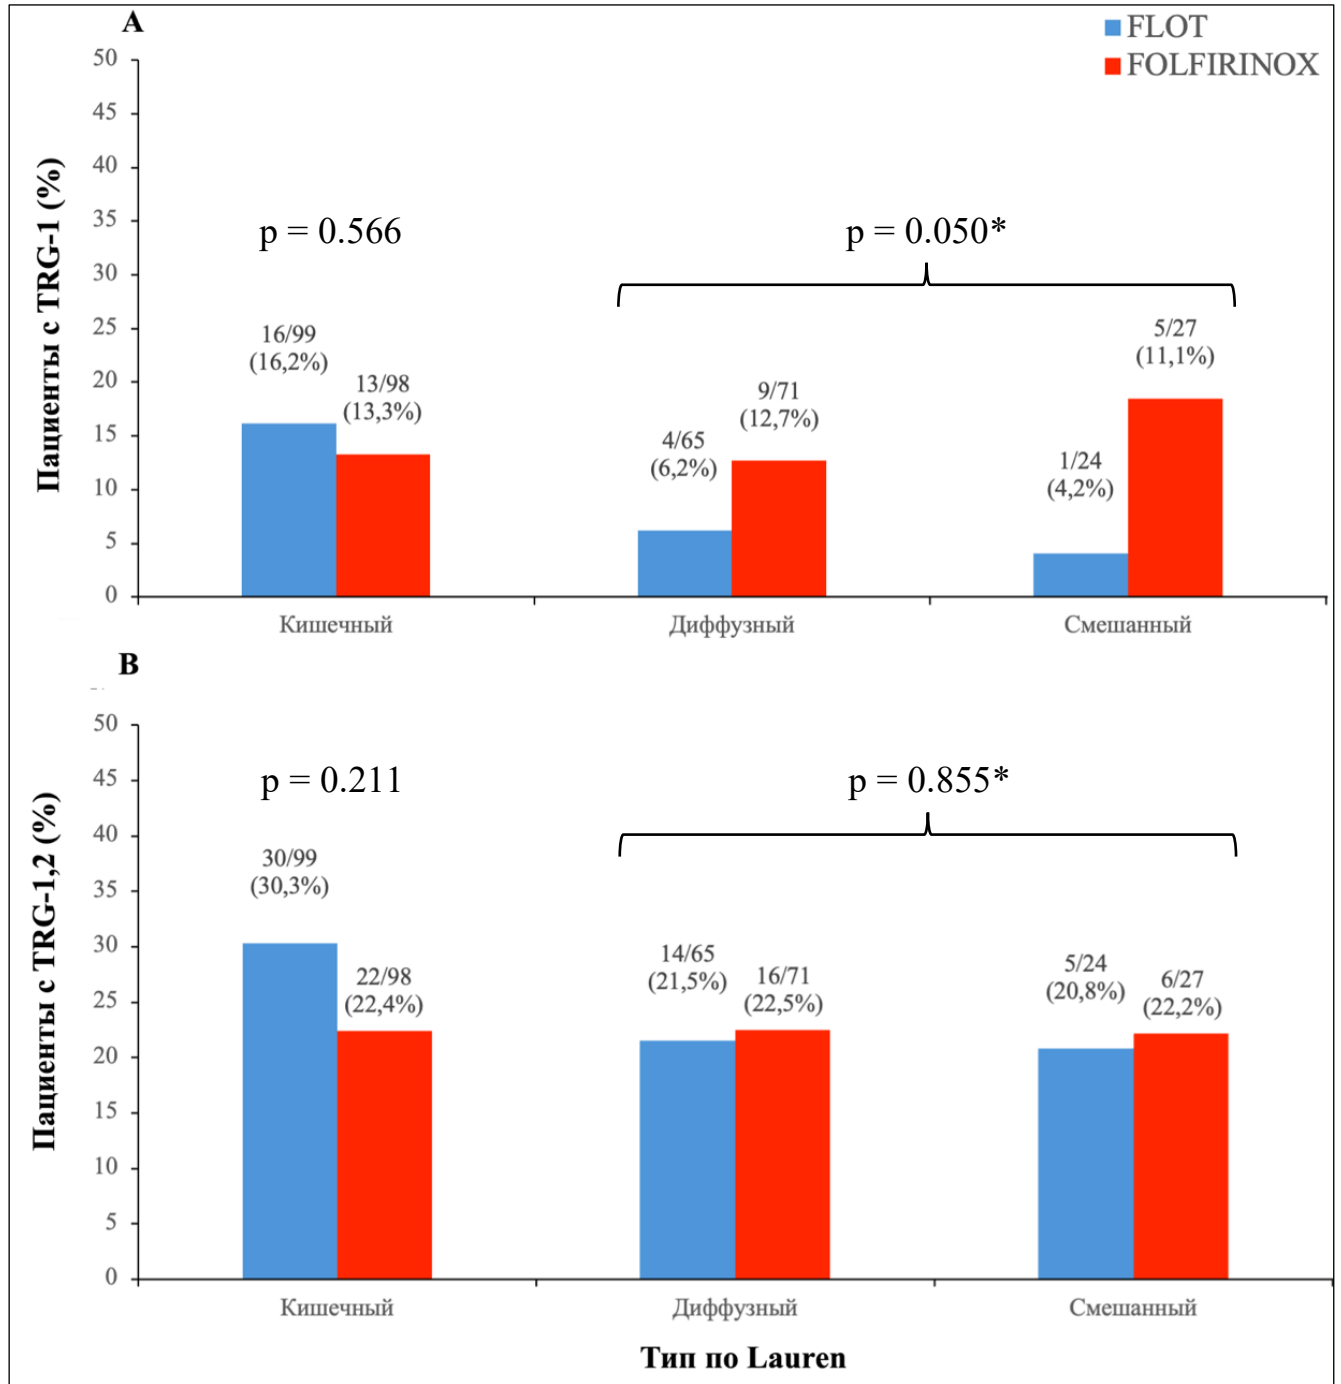 A
FLOT
FOLFIRINOX
Пациенты с TRG-1 (%)
50
45
40
35
30
25
20
15
10
5
0
p = 0.566
p = 0.050*
16/99
(16,2%)
13/98
(13,3%)
4/65
(6,2%)
9/71
(12,7%)
1/24
(4,2%)
5/27
(11,1%)
Кишечный
Диффузный
Смешанный
B
Пациенты с TRG-1,2 (%)
50
45
40
35
30
25
20
15
10
5
0
p = 0.211
p = 0.855*
30/99
(30,3%)
22/98
(22,4%)
14/65
(21,5%)
16/71
(22,5%)
5/24
(20,8%)
6/27
(22,2%)
Кишечный
Диффузный
Смешанный
Тип по Lauren